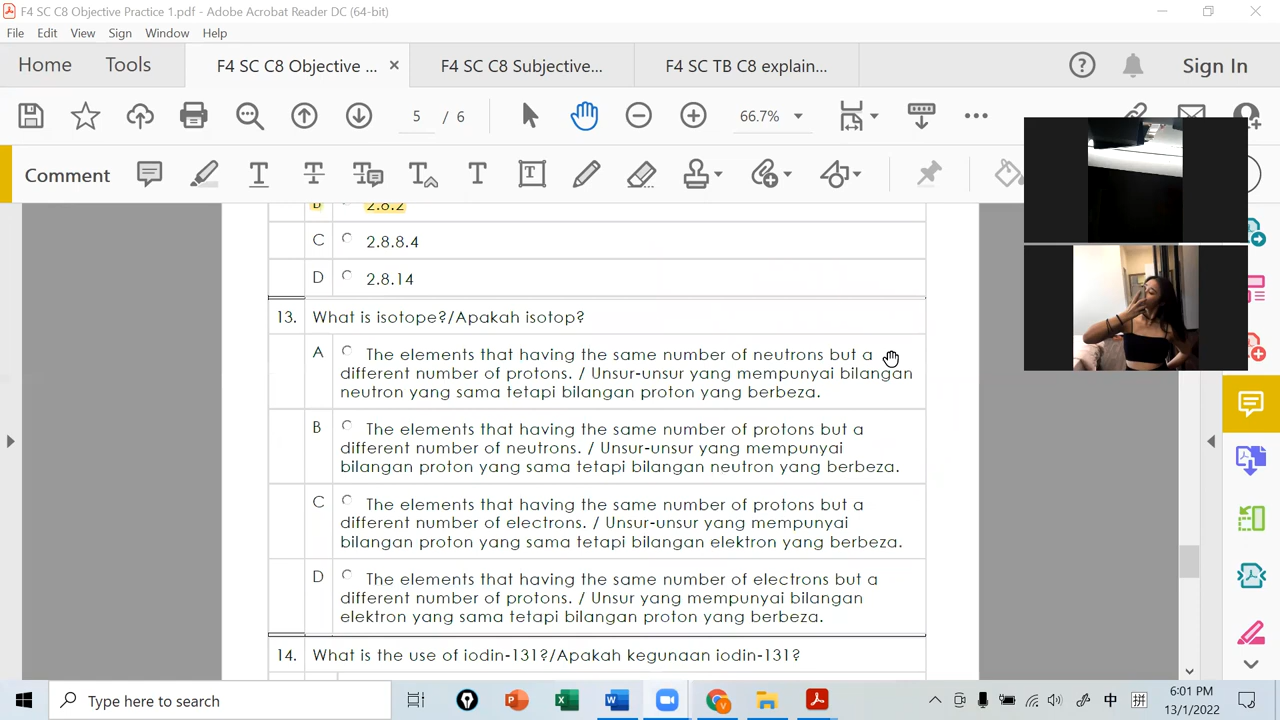 F4 SC C8 Objective Practice 1.pdf - Adobe Acrobat Reader DC (64-bit)
File Edit View Sign Window Help
Home Tools F4 SC C8 Objective ... F4 SC C8 Subjective... F4 SC TB C8 explain... Sign In
5 / 6 66.7%
Comment
B 2.8.2
C 2.8.8.4
D 2.8.14
13. What is isotope?/Apakah isotop?
A The elements that having the same number of neutrons but a
different number of protons. / Unsur-unsur yang mempunyai bilangan
neutron yang sama tetapi bilangan proton yang berbeza.
B The elements that having the same number of protons but a
different number of neutrons. / Unsur-unsur yang mempunyai
bilangan proton yang sama tetapi bilangan neutron yang berbeza.
C The elements that having the same number of protons but a
different number of electrons. / Unsur-unsur yang mempunyai
bilangan proton yang sama tetapi bilangan elektron yang berbeza.
D The elements that having the same number of electrons but a
different number of protans. / Unsur yang mempunyai bilangan
elektron yang sama tetapi bilangan proton yang berbeza.
14. What is the use of iodin-131?/Apakah kegunaan iodin-131?
Type here to search
中 拼
6:01 PM
13/1/2022